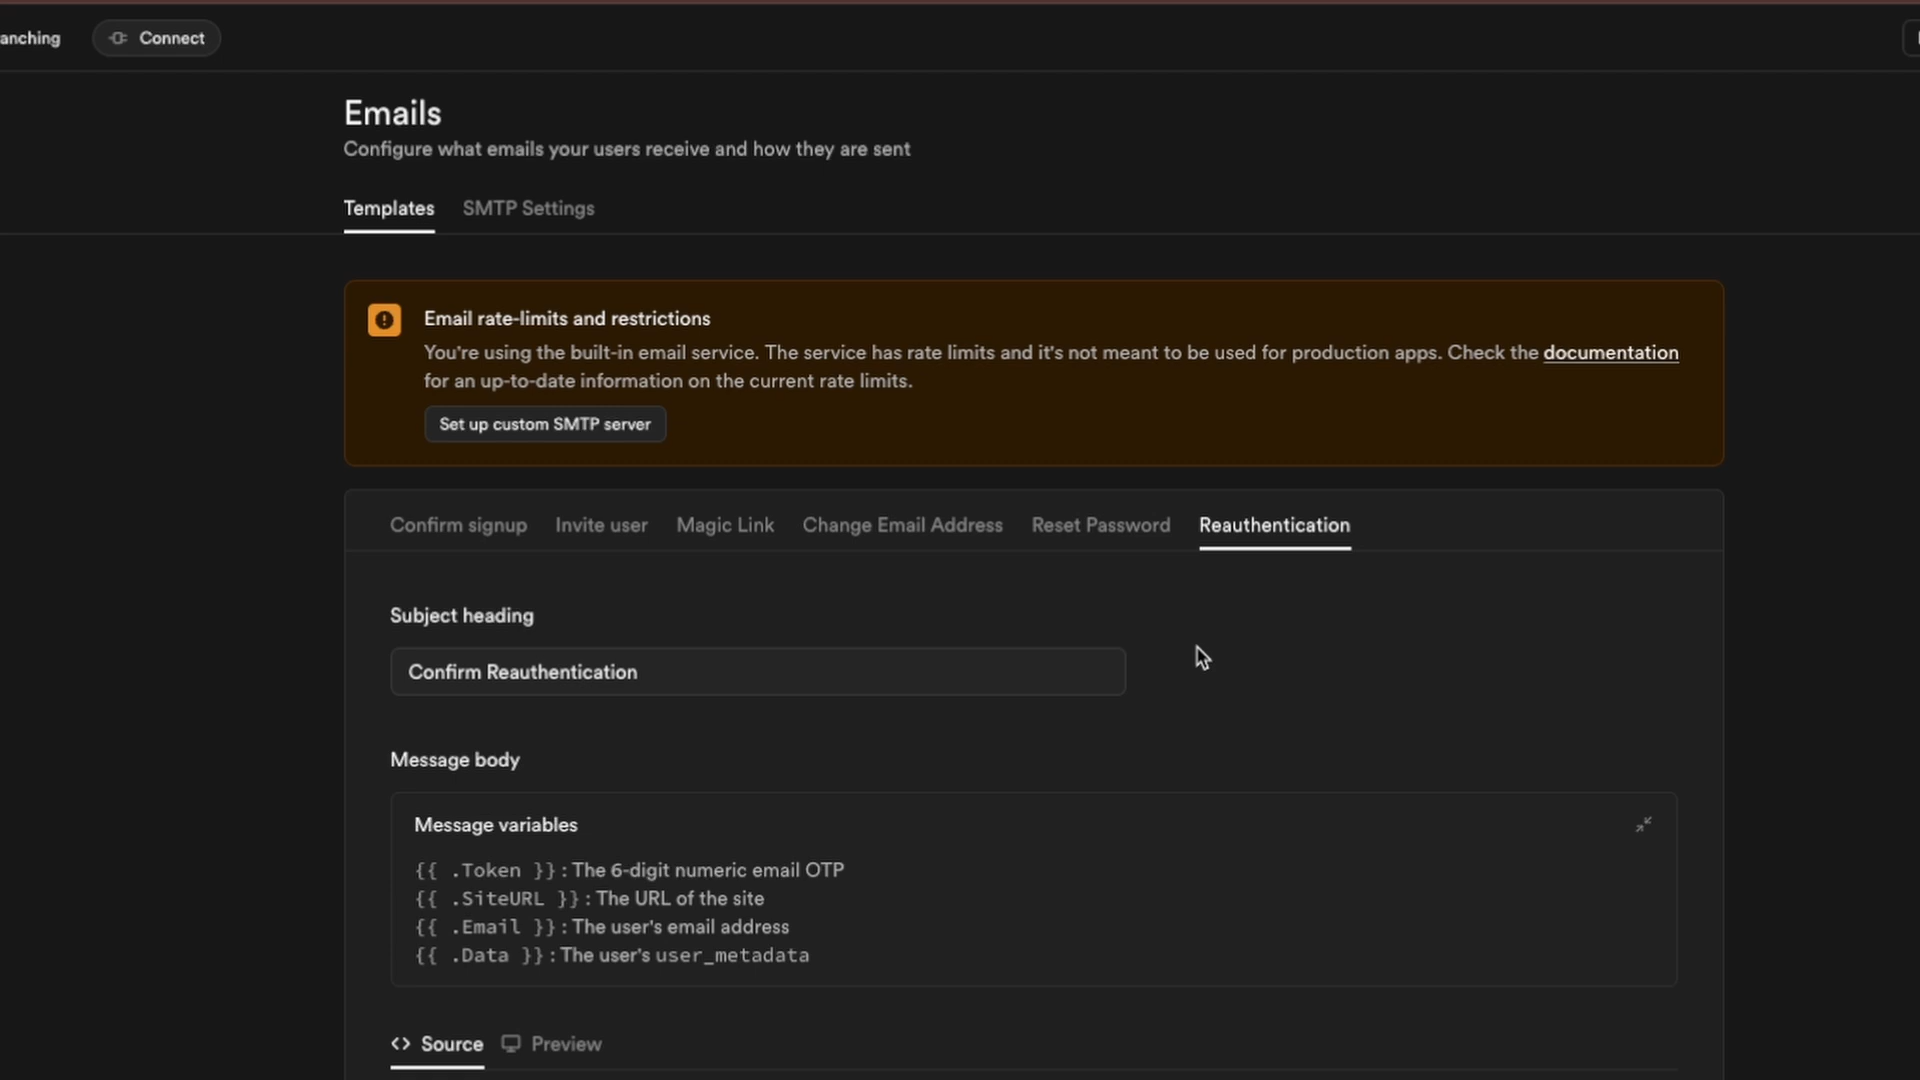 anching
Connect
Emails
Configure what emails your users receive and how they are sent
Templates
SMTP Settings
Email rate-limits and restrictions
You're using the built-in email service. The service has rate limits and it's not meant to be used for production apps. Check the documentation
for an up-to-date information on the current rate limits.
Set up custom SMTP server
Confirm signup
Invite user
Magic Link
Change Email Address
Reset Password
Reauthentication
Subject heading
Confirm Reauthentication
Message body
Message variables
{{ .Token }} : The 6-digit numeric email OTP
{{ .SiteURL }} : The URL of the site
{{ .Email }} : The user's email address
{{ .Data }} : The user's user_metadata
<> Source
Preview